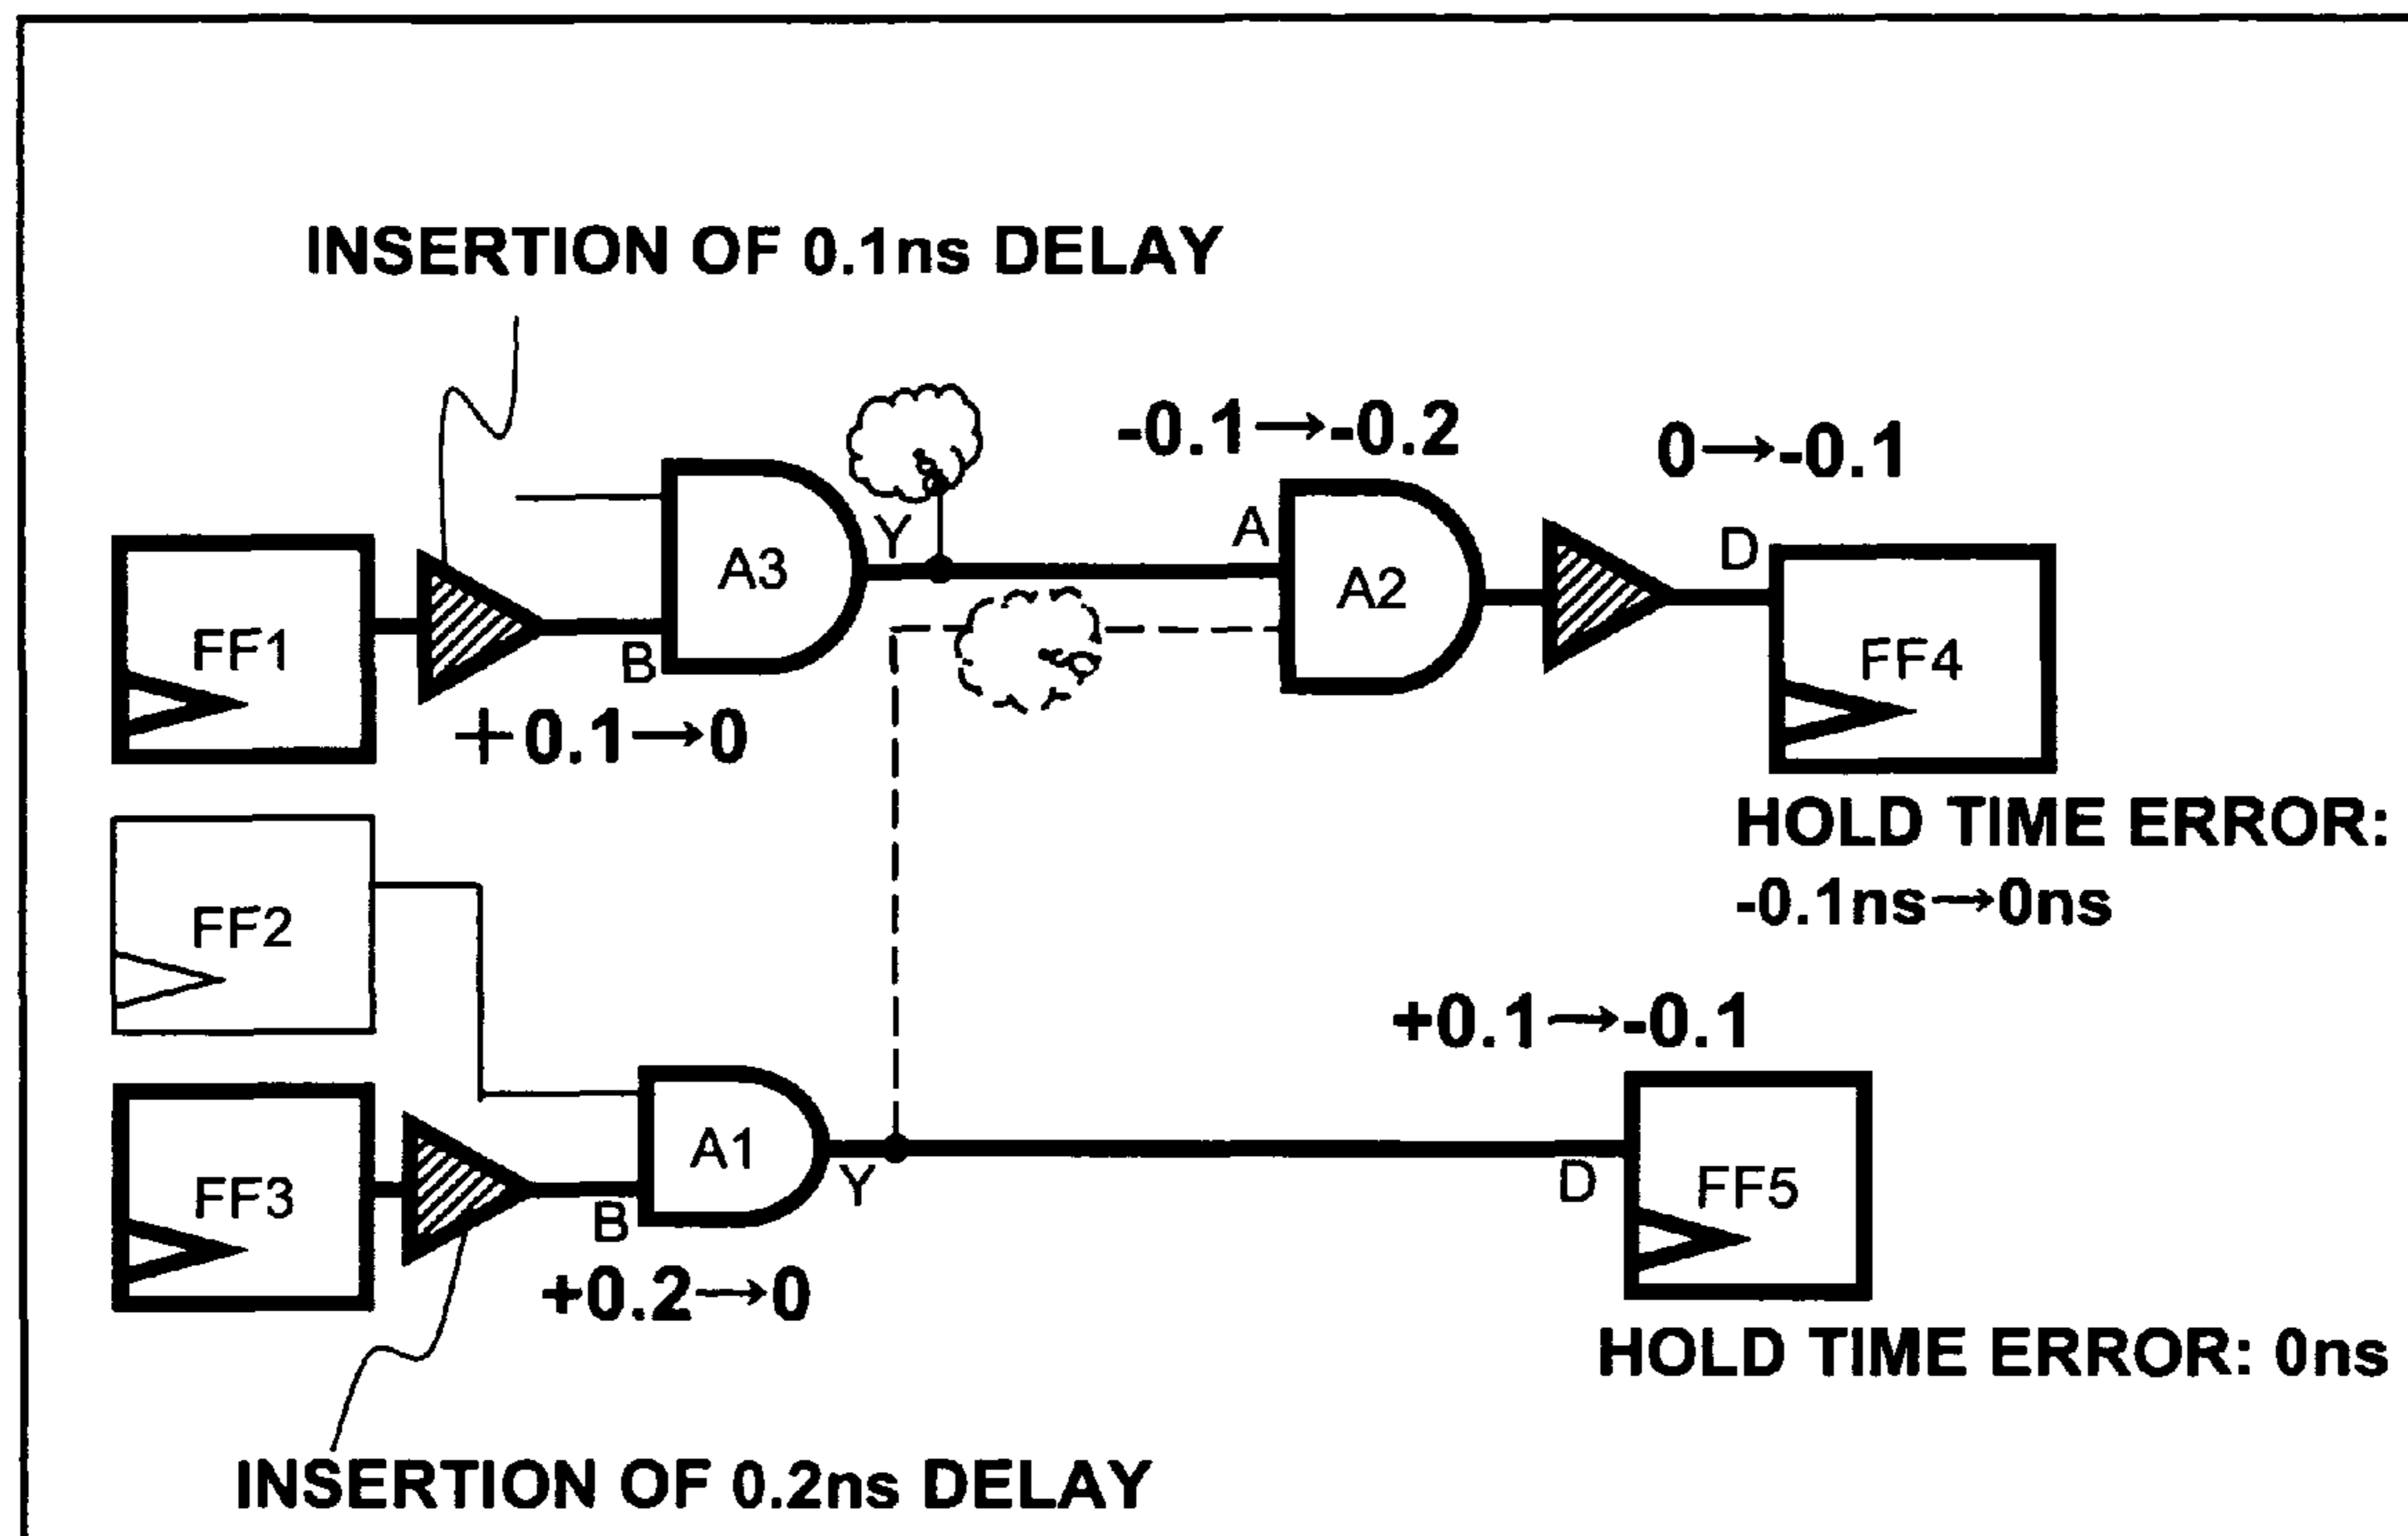 INSERTION OF 0.1ns DELAY
-0.1→-0.2
0→-0.1
Y
A
D
A3
A2
FF1
B
FF4
+0.1→0
HOLD TIME ERROR:
-0.1ns→0ns
FF2
+0.1→-0.1
A1
Y
D
FF5
FF3
B
+0.2→0
HOLD TIME ERROR: 0ns
INSERTION OF 0.2ns DELAY